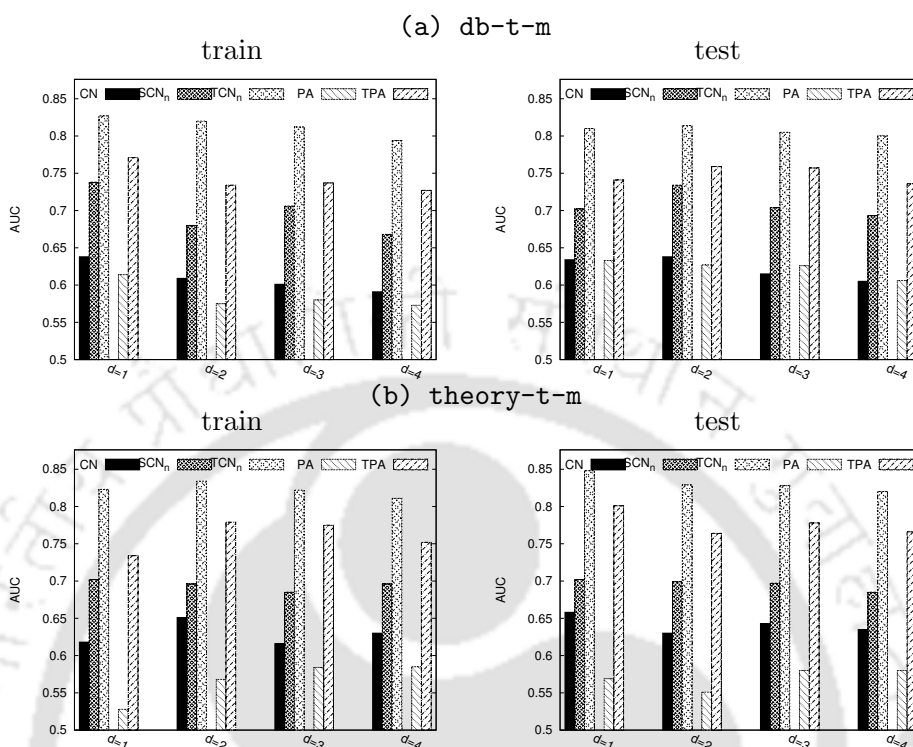 (a) db-t-m
train
test
CN SCNn TCNn PA TPA
CN SCNn TCNn PA TPA
0.85
0.8
0.75
0.7
0.65
0.6
0.55
0.5
AUC
d=1 d=2 d=3 d=4
0.85
0.8
0.75
0.7
0.65
0.6
0.55
0.5
AUC
d=1 d=2 d=3 d=4
(b) theory-t-m
train
test
CN SCNn TCNn PA TPA
CN SCNn TCNn PA TPA
0.85
0.8
0.75
0.7
0.65
0.6
0.55
0.5
AUC
d=1 d=2 d=3 d=4
0.85
0.8
0.75
0.7
0.65
0.6
0.55
0.5
AUC
d=1 d=2 d=3 d=4